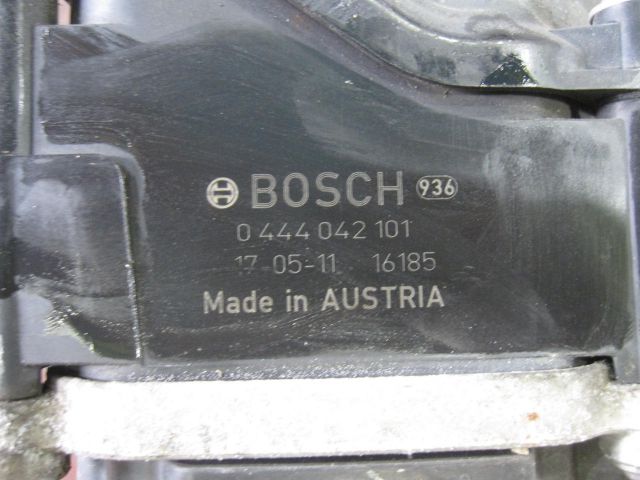 BOSCH 936
0 444 042 101
17-05-11 16185
Made in AUSTRIA